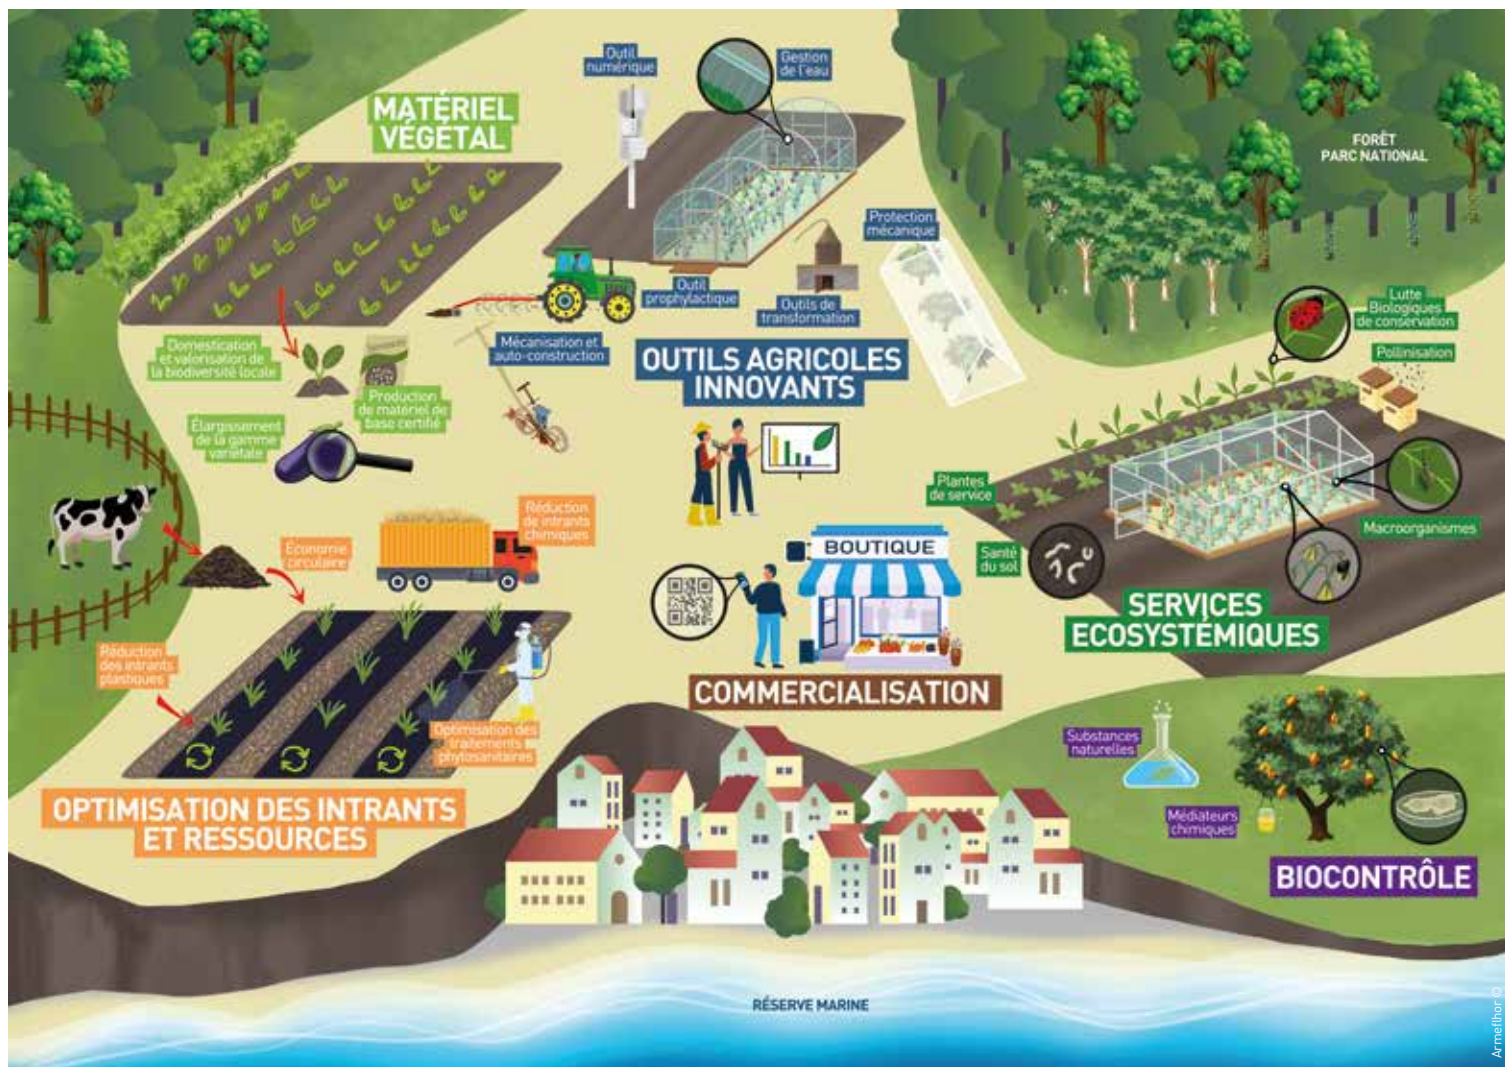 Outil
numérique
Gestion
de l'eau
MATÉRIEL
VÉGÉTAL
FORÊT
PARC NATIONAL
Protection
mécanique
Outil
prophylactique
Outils de
transformation
Lutte
Biologiques
de conservation
Domestication
et valorisation de
la biodiversité locale
Mécanisation et
auto-construction
OUTILS AGRICOLES
INNOVANTS
Pollinisation
Production
de matériel de
base certifié
Élargissement
de la gamme
variétale
Plantes
de service
Réduction
de intrants
chimiques
Macroorganismes
Économie
circulaire
BOUTIQUE
Santé
du sol
SERVICES
ECOSYSTÉMIQUES
Réduction
des intrants
plastiques
COMMERCIALISATION
Optimisation des
traitements
phytosanitaires
Substances
naturelles
OPTIMISATION DES INTRANTS
ET RESSOURCES
Médiateurs
chimiques
BIOCONTRÔLE
RÉSERVE MARINE
Armeflhor ©